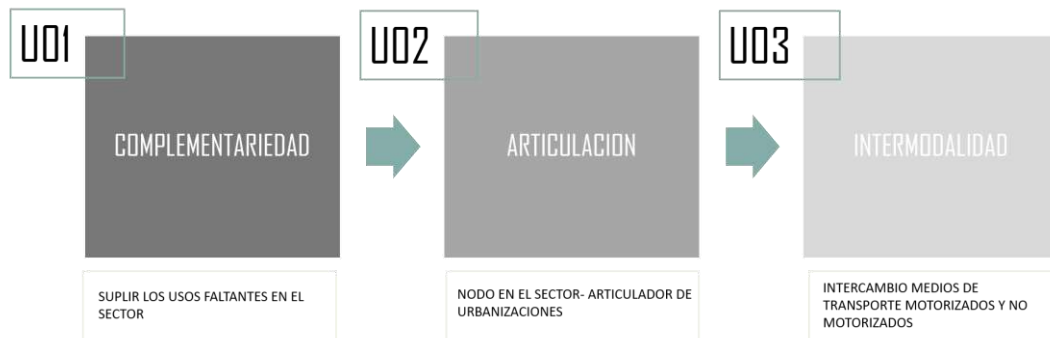 U01
COMPLEMENTARIEDAD
SUPLIR LOS USOS FALTANTES EN EL
SECTOR
U02
ARTICULACION
NODO EN EL SECTOR- ARTICULADOR DE
URBANIZACIONES
U03
INTERMODALIDAD
INTERCAMBIO MEDIOS DE
TRANSPORTE MOTORIZADOS Y NO
MOTORIZADOS